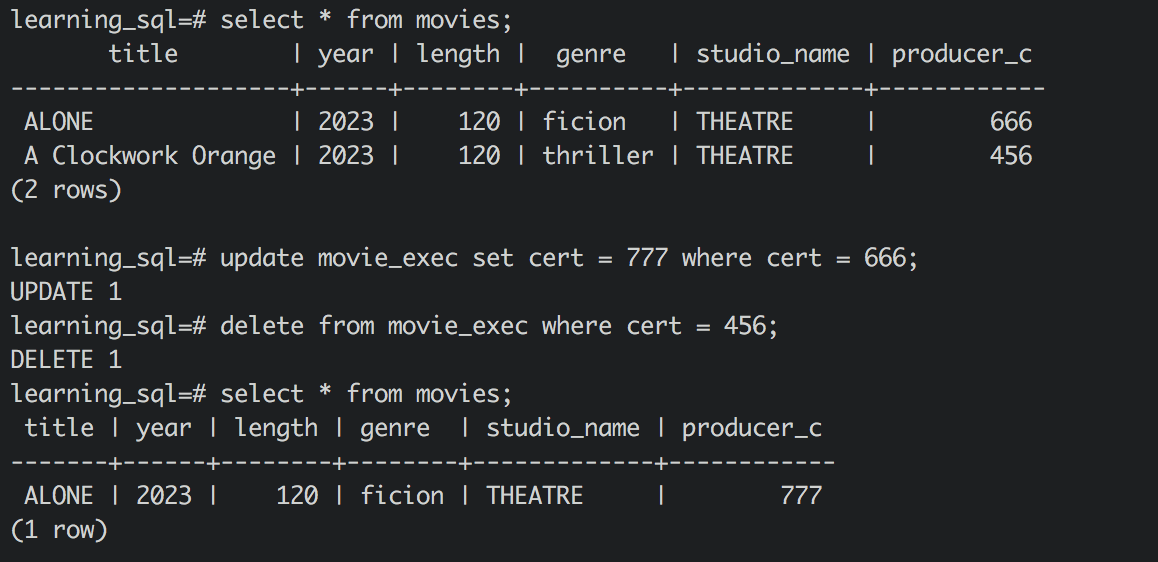 learning_sql=# select * from movies;
       title        | year | length |  genre   | studio_name | producer_c
--------------------+------+--------+----------+-------------+------------
 ALONE              | 2023 |    120 | ficion   | THEATRE     |        666
 A Clockwork Orange | 2023 |    120 | thriller | THEATRE     |        456
(2 rows)

learning_sql=# update movie_exec set cert = 777 where cert = 666;
UPDATE 1
learning_sql=# delete from movie_exec where cert = 456;
DELETE 1
learning_sql=# select * from movies;
 title | year | length | genre  | studio_name | producer_c
-------+------+--------+--------+-------------+------------
 ALONE | 2023 |    120 | ficion | THEATRE     |        777
(1 row)